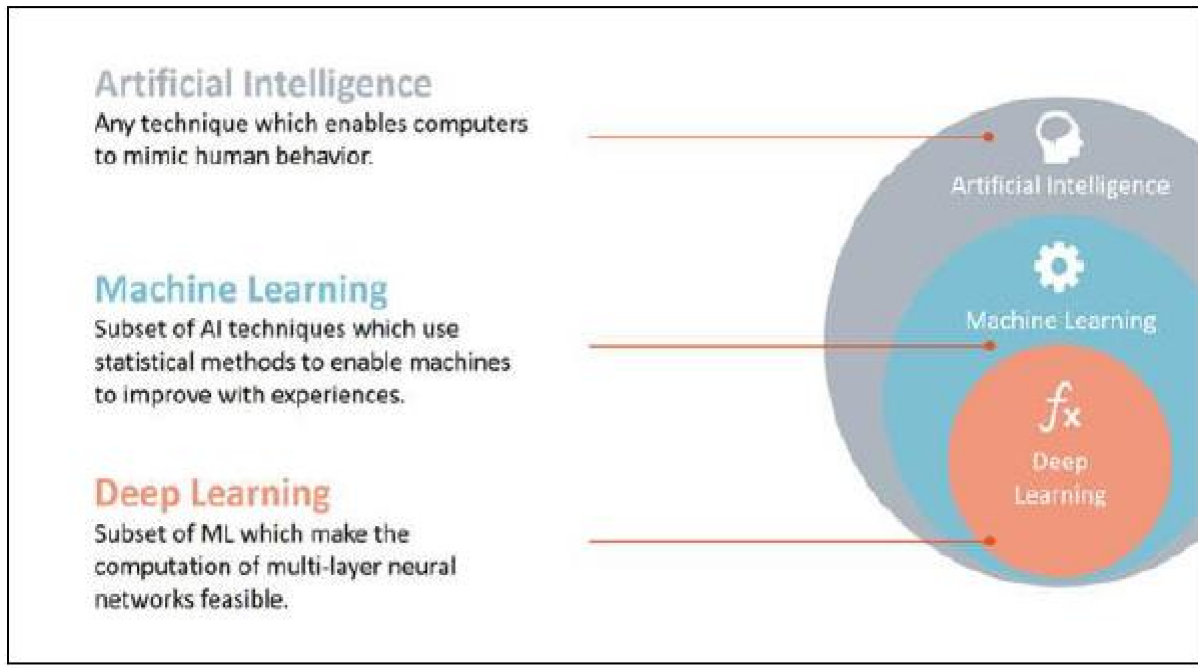 Artificial Intelligence
Any technique which enables computers
to mimic human behavior.
Machine Learning
Subset of AI techniques which use
statistical methods to enable machines
to improve with experiences.
Deep Learning
Subset of ML which make the
computation of multi-layer neural
networks feasible.
Artificial Intelligence
Machine Learning
fx
Deep
Learning